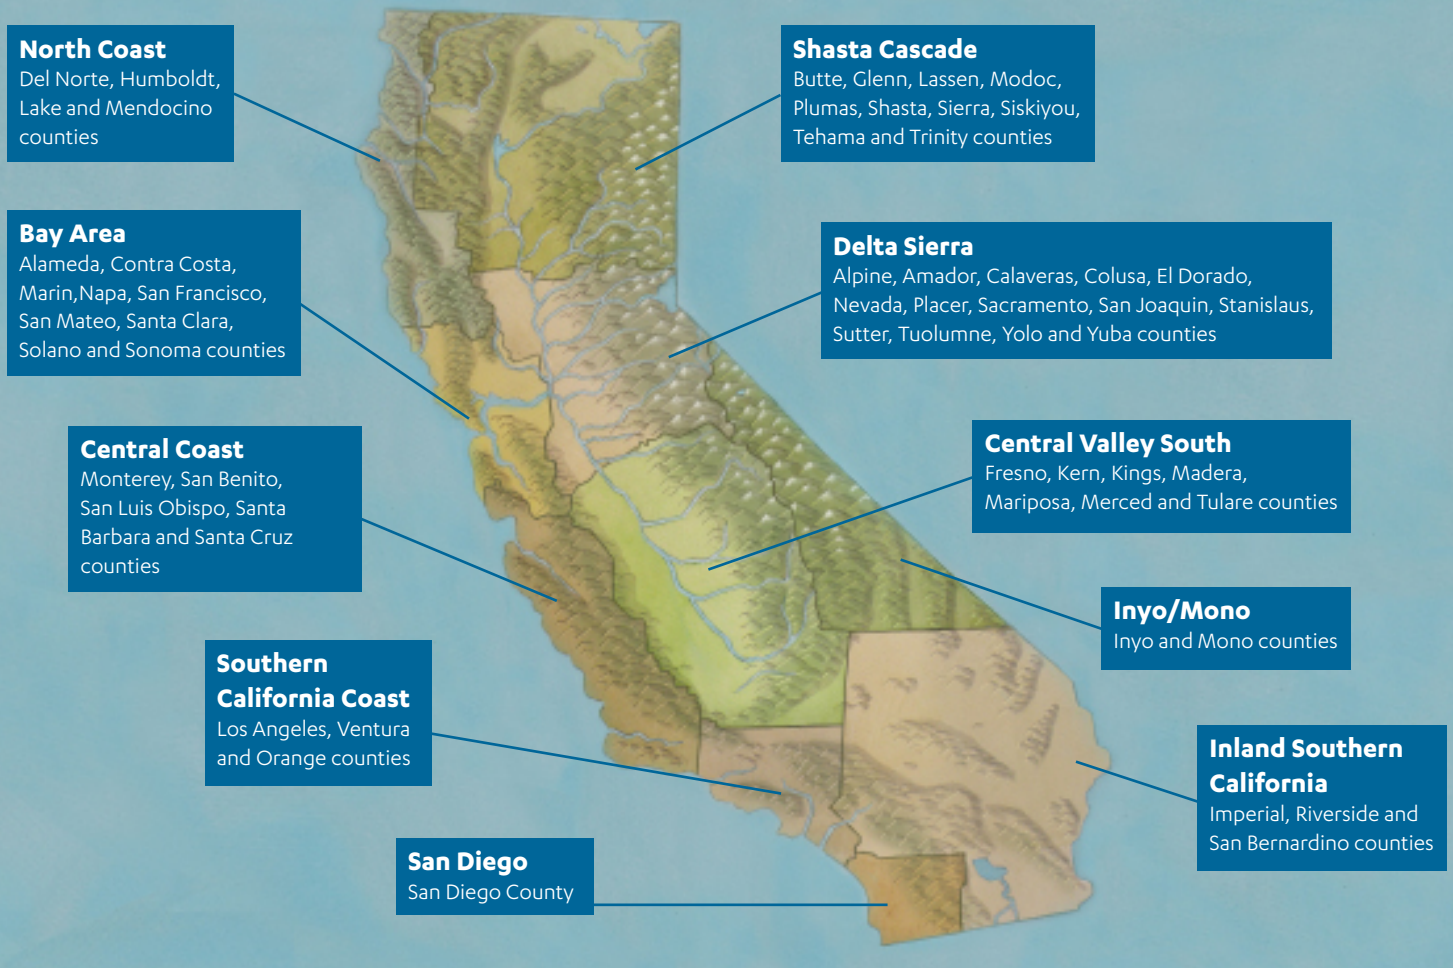 North Coast
Del Norte, Humboldt,
Lake and Mendocino
counties
Shasta Cascade
Butte, Glenn, Lassen, Modoc,
Plumas, Shasta, Sierra, Siskiyou,
Tehama and Trinity counties
Bay Area
Alameda, Contra Costa,
Marin,Napa, San Francisco,
San Mateo, Santa Clara,
Solano and Sonoma counties
Delta Sierra
Alpine, Amador, Calaveras, Colusa, El Dorado,
Nevada, Placer, Sacramento, San Joaquin, Stanislaus,
Sutter, Tuolumne, Yolo and Yuba counties
Central Coast
Monterey, San Benito,
San Luis Obispo, Santa
Barbara and Santa Cruz
counties
Central Valley South
Fresno, Kern, Kings, Madera,
Mariposa, Merced and Tulare counties
Inyo/Mono
Inyo and Mono counties
Southern
California Coast
Los Angeles, Ventura
and Orange counties
Inland Southern
California
Imperial, Riverside and
San Bernardino counties
San Diego
San Diego County